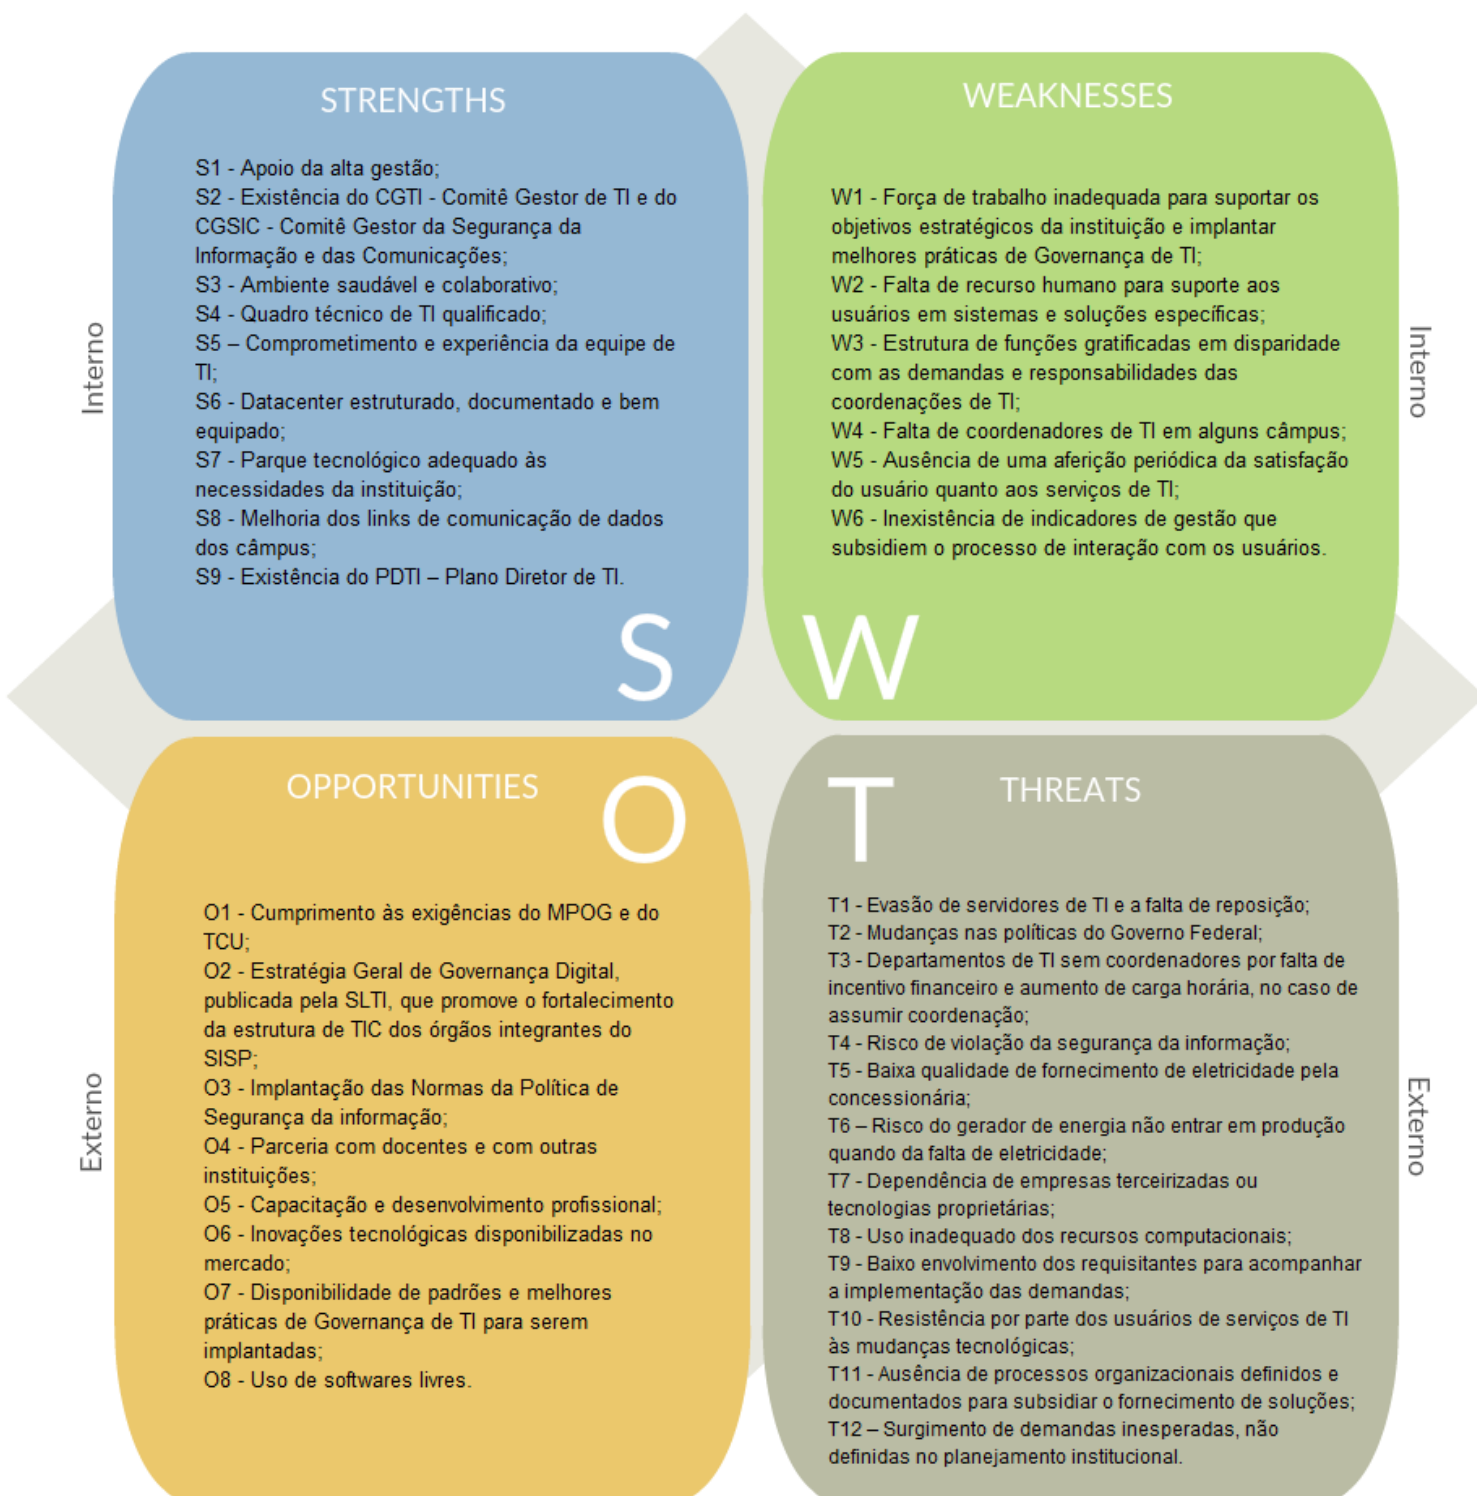 STRENGTHS
S1 - Apoio da alta gestão;
S2 - Existência do CGTI - Comitê Gestor de TI e do
CGSIC - Comitê Gestor da Segurança da
Informação e das Comunicações;
S3 - Ambiente saudável e colaborativo;
S4 - Quadro técnico de TI qualificado;
S5 – Comprometimento e experiência da equipe de
TI;
S6 - Datacenter estruturado, documentado e bem
equipado;
S7 - Parque tecnológico adequado às
necessidades da instituição;
S8 - Melhoria dos links de comunicação de dados
dos câmpus;
S9 - Existência do PDTI – Plano Diretor de TI.
S
Interno
WEAKNESSES
W1 - Força de trabalho inadequada para suportar os
objetivos estratégicos da instituição e implantar
melhores práticas de Governança de TI;
W2 - Falta de recurso humano para suporte aos
usuários em sistemas e soluções específicas;
W3 - Estrutura de funções gratificadas em disparidade
com as demandas e responsabilidades das
coordenações de TI;
W4 - Falta de coordenadores de TI em alguns câmpus;
W5 - Ausência de uma aferição periódica da satisfação
do usuário quanto aos serviços de TI;
W6 - Inexistência de indicadores de gestão que
subsidiem o processo de interação com os usuários.
W
Interno
OPPORTUNITIES
O
O1 - Cumprimento às exigências do MPOG e do
TCU;
O2 - Estratégia Geral de Governança Digital,
publicada pela SLTI, que promove o fortalecimento
da estrutura de TIC dos órgãos integrantes do
SISP;
O3 - Implantação das Normas da Política de
Segurança da informação;
O4 - Parceria com docentes e com outras
instituições;
O5 - Capacitação e desenvolvimento profissional;
O6 - Inovações tecnológicas disponibilizadas no
mercado;
O7 - Disponibilidade de padrões e melhores
práticas de Governança de TI para serem
implantadas;
O8 - Uso de softwares livres.
Externo
T
THREATS
T1 - Evasão de servidores de TI e a falta de reposição;
T2 - Mudanças nas políticas do Governo Federal;
T3 - Departamentos de TI sem coordenadores por falta de
incentivo financeiro e aumento de carga horária, no caso de
assumir coordenação;
T4 - Risco de violação da segurança da informação;
T5 - Baixa qualidade de fornecimento de eletricidade pela
concessionária;
T6 – Risco do gerador de energia não entrar em produção
quando da falta de eletricidade;
T7 - Dependência de empresas terceirizadas ou
tecnologias proprietárias;
T8 - Uso inadequado dos recursos computacionais;
T9 - Baixo envolvimento dos requisitantes para acompanhar
a implementação das demandas;
T10 - Resistência por parte dos usuários de serviços de TI
às mudanças tecnológicas;
T11 - Ausência de processos organizacionais definidos e
documentados para subsidiar o fornecimento de soluções;
T12 – Surgimento de demandas inesperadas, não
definidas no planejamento institucional.
Externo